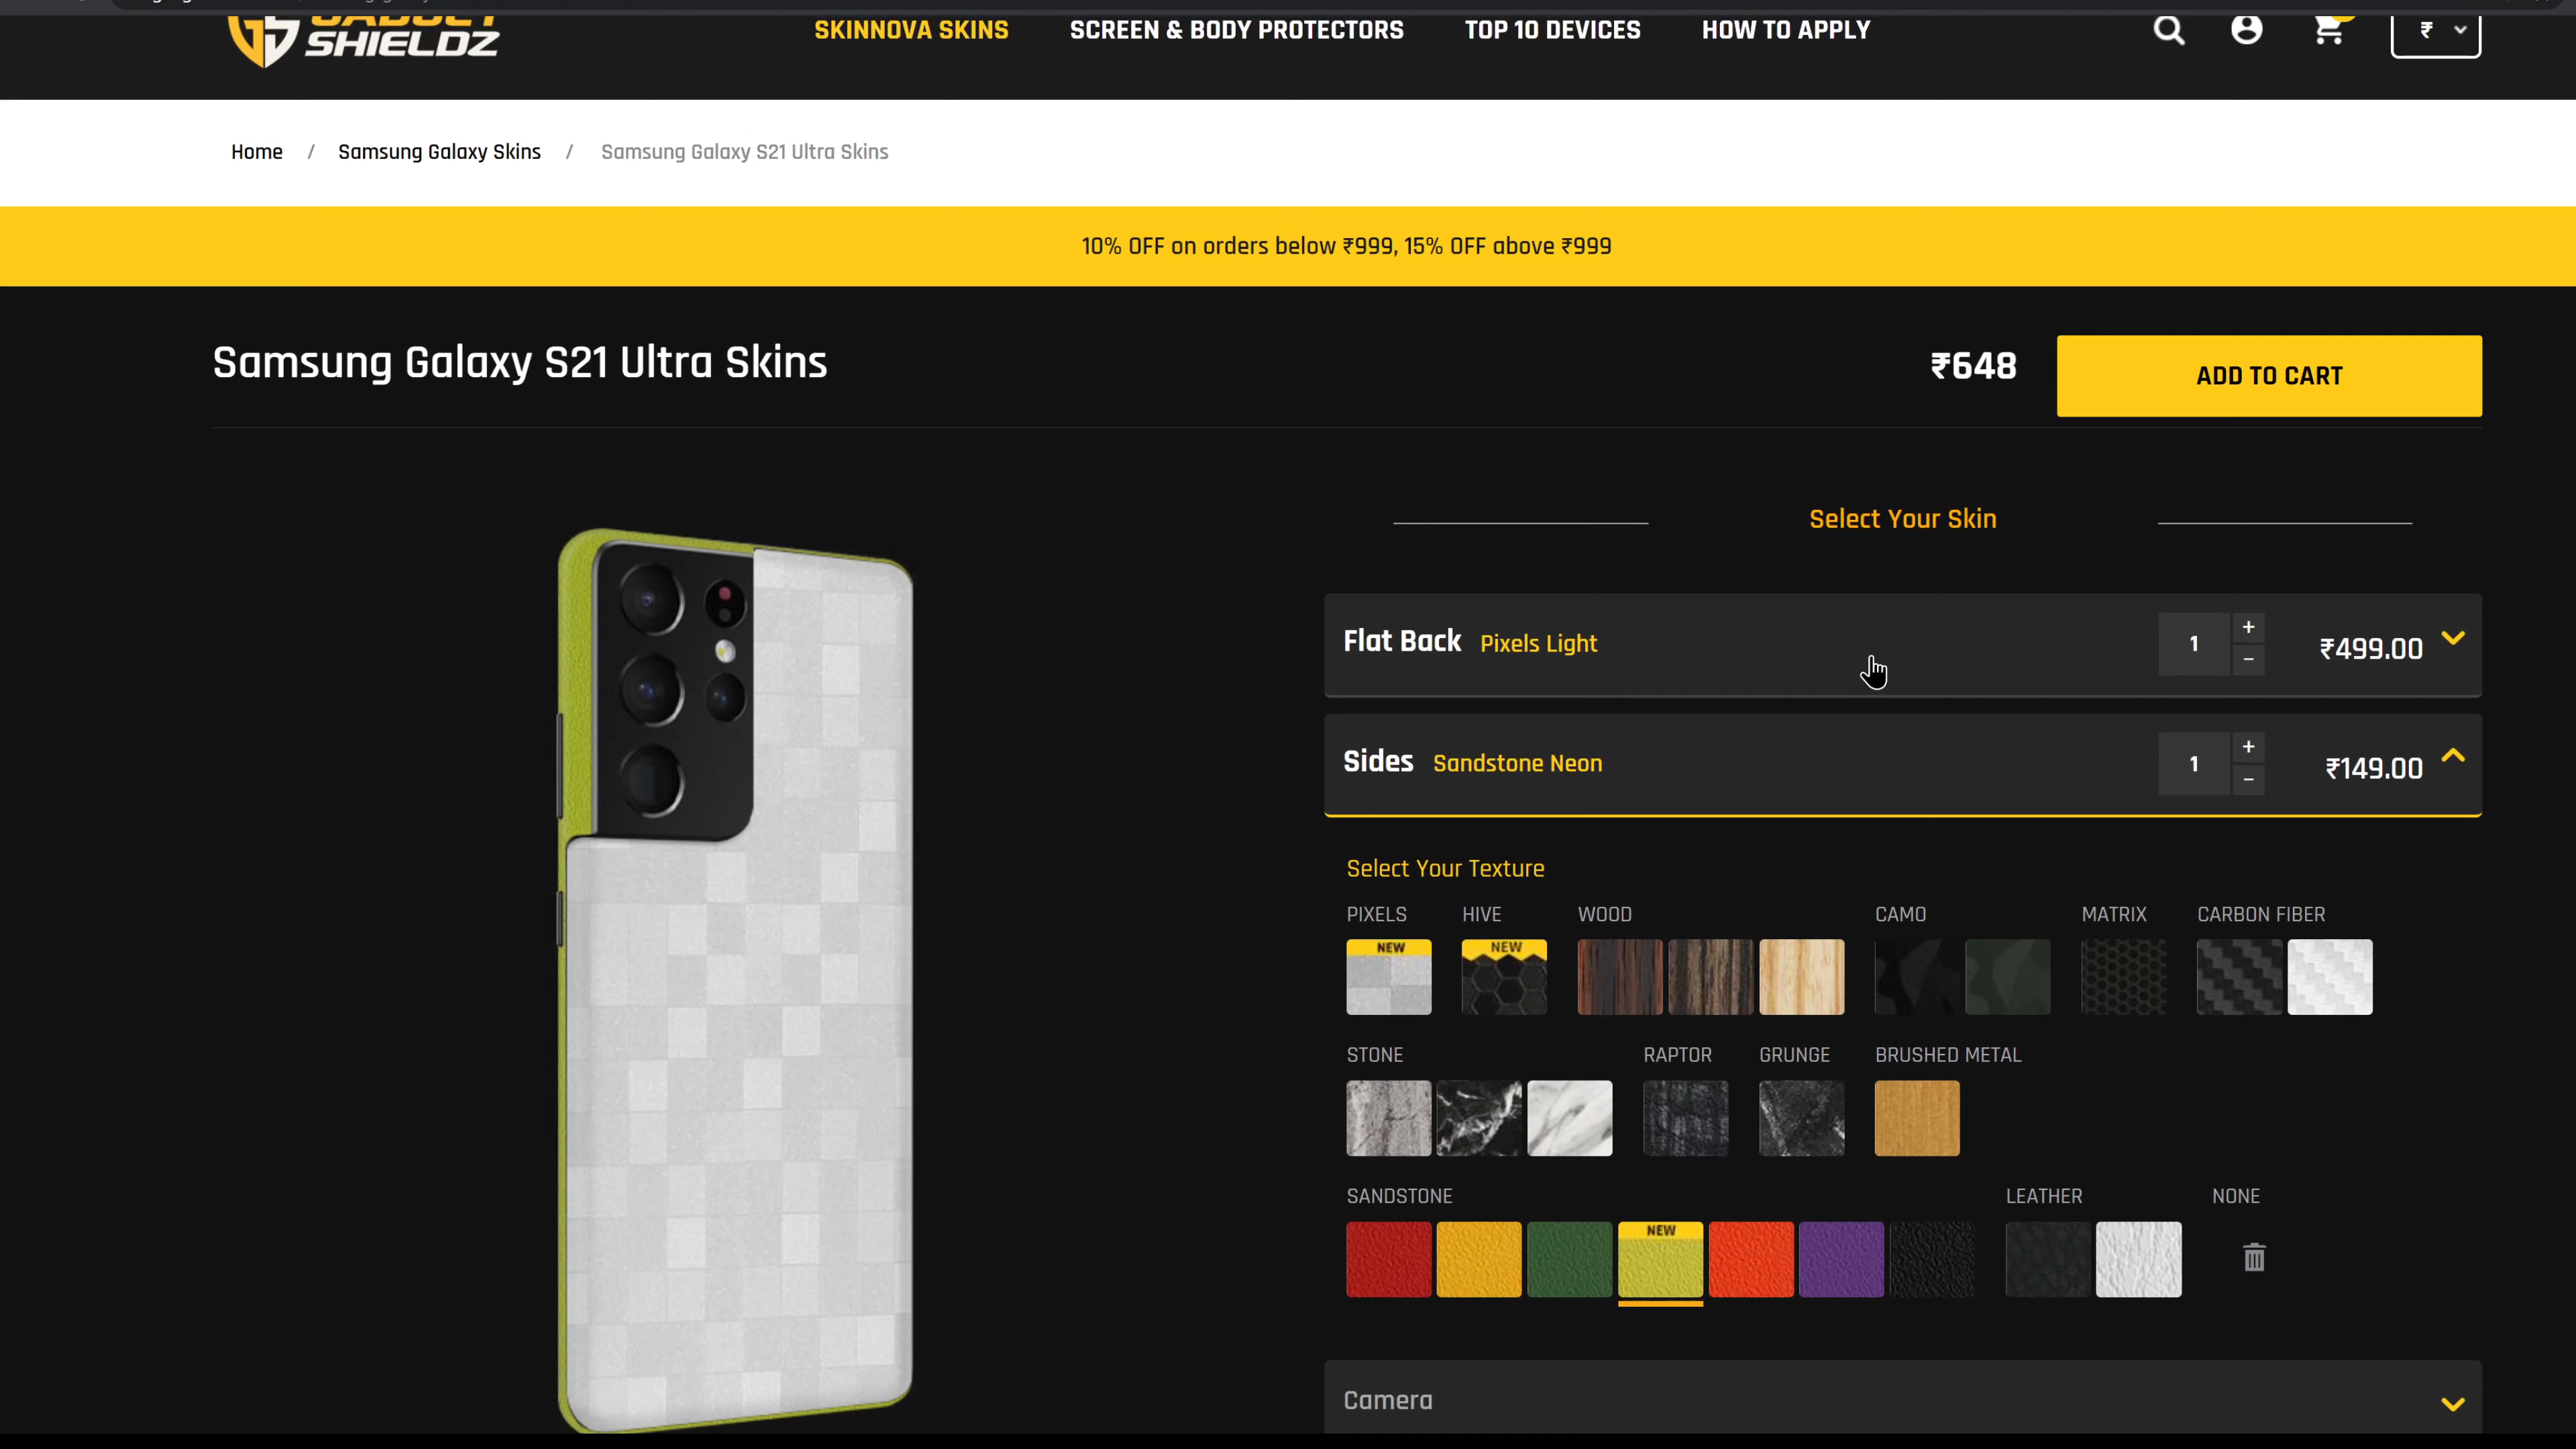 GADGET
SHIELDZ
SKINNOVA SKINS
SCREEN & BODY PROTECTORS
TOP 10 DEVICES
HOW TO APPLY
₹
Home / Samsung Galaxy Skins / Samsung Galaxy S21 Ultra Skins
10% OFF on orders below ₹999, 15% OFF above ₹999
Samsung Galaxy S21 Ultra Skins
₹648
ADD TO CART
Select Your Skin
Flat Back Pixels Light 1 + − ₹499.00
Sides Sandstone Neon 1 + − ₹149.00
Select Your Texture
PIXELS HIVE WOOD CAMO MATRIX CARBON FIBER
NEW NEW
STONE RAPTOR GRUNGE BRUSHED METAL
SANDSTONE LEATHER NONE
NEW
Camera